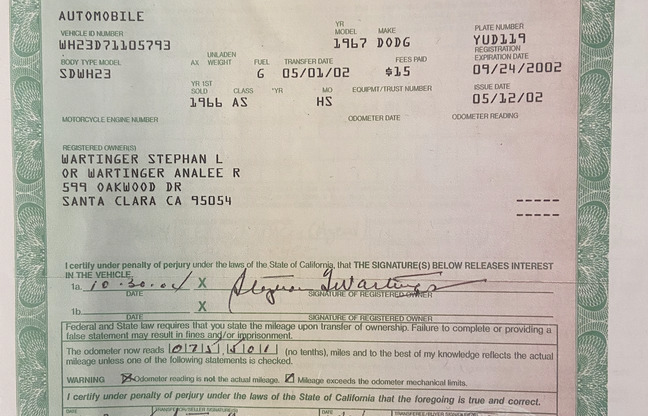 AUTOMOBILE
VEHICLE ID NUMBER YR MODEL MAKE PLATE NUMBER
WH23D71105793 1967 DODG YUD119
BODY TYPE MODEL AX UNLADEN WEIGHT FUEL TRANSFER DATE FEES PAID REGISTRATION EXPIRATION DATE
SDWH23 G 05/01/02 $15 09/24/2002
YR 1ST SOLD CLASS *YR MO EQUIPMT/TRUST NUMBER ISSUE DATE
1966 AS HS 05/12/02
MOTORCYCLE ENGINE NUMBER ODOMETER DATE ODOMETER READING
REGISTERED OWNER(S)
WARTINGER STEPHAN L
OR WARTINGER ANALEE R
599 OAKWOOD DR
SANTA CLARA CA 95054
I certify under penalty of perjury under the laws of the State of California, that THE SIGNATURE(S) BELOW RELEASES INTEREST
IN THE VEHICLE.
1a. 10-30-04 X
DATE SIGNATURE OF REGISTERED OWNER
1b. X
DATE SIGNATURE OF REGISTERED OWNER
Federal and State law requires that you state the mileage upon transfer of ownership. Failure to complete or providing a
false statement may result in fines and/or imprisonment.
The odometer now reads (no tenths), miles and to the best of my knowledge reflects the actual
mileage unless one of the following statements is checked.
WARNING Odometer reading is not the actual mileage. Mileage exceeds the odometer mechanical limits.
I certify under penalty of perjury under the laws of the State of California that the foregoing is true and correct.
DATE DATE